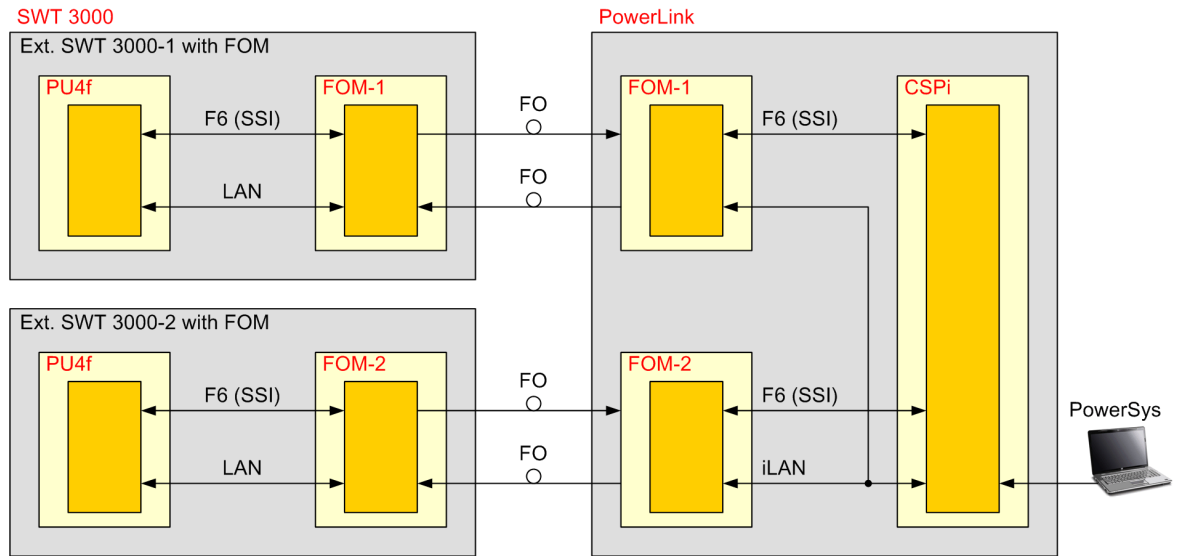 SWT 3000
PowerLink
Ext. SWT 3000-1 with FOM
PU4f
FOM-1
FOM-1
CSPi
F6 (SSI)
FO
F6 (SSI)
LAN
FO
Ext. SWT 3000-2 with FOM
PU4f
FOM-2
FOM-2
F6 (SSI)
FO
F6 (SSI)
PowerSys
LAN
FO
iLAN